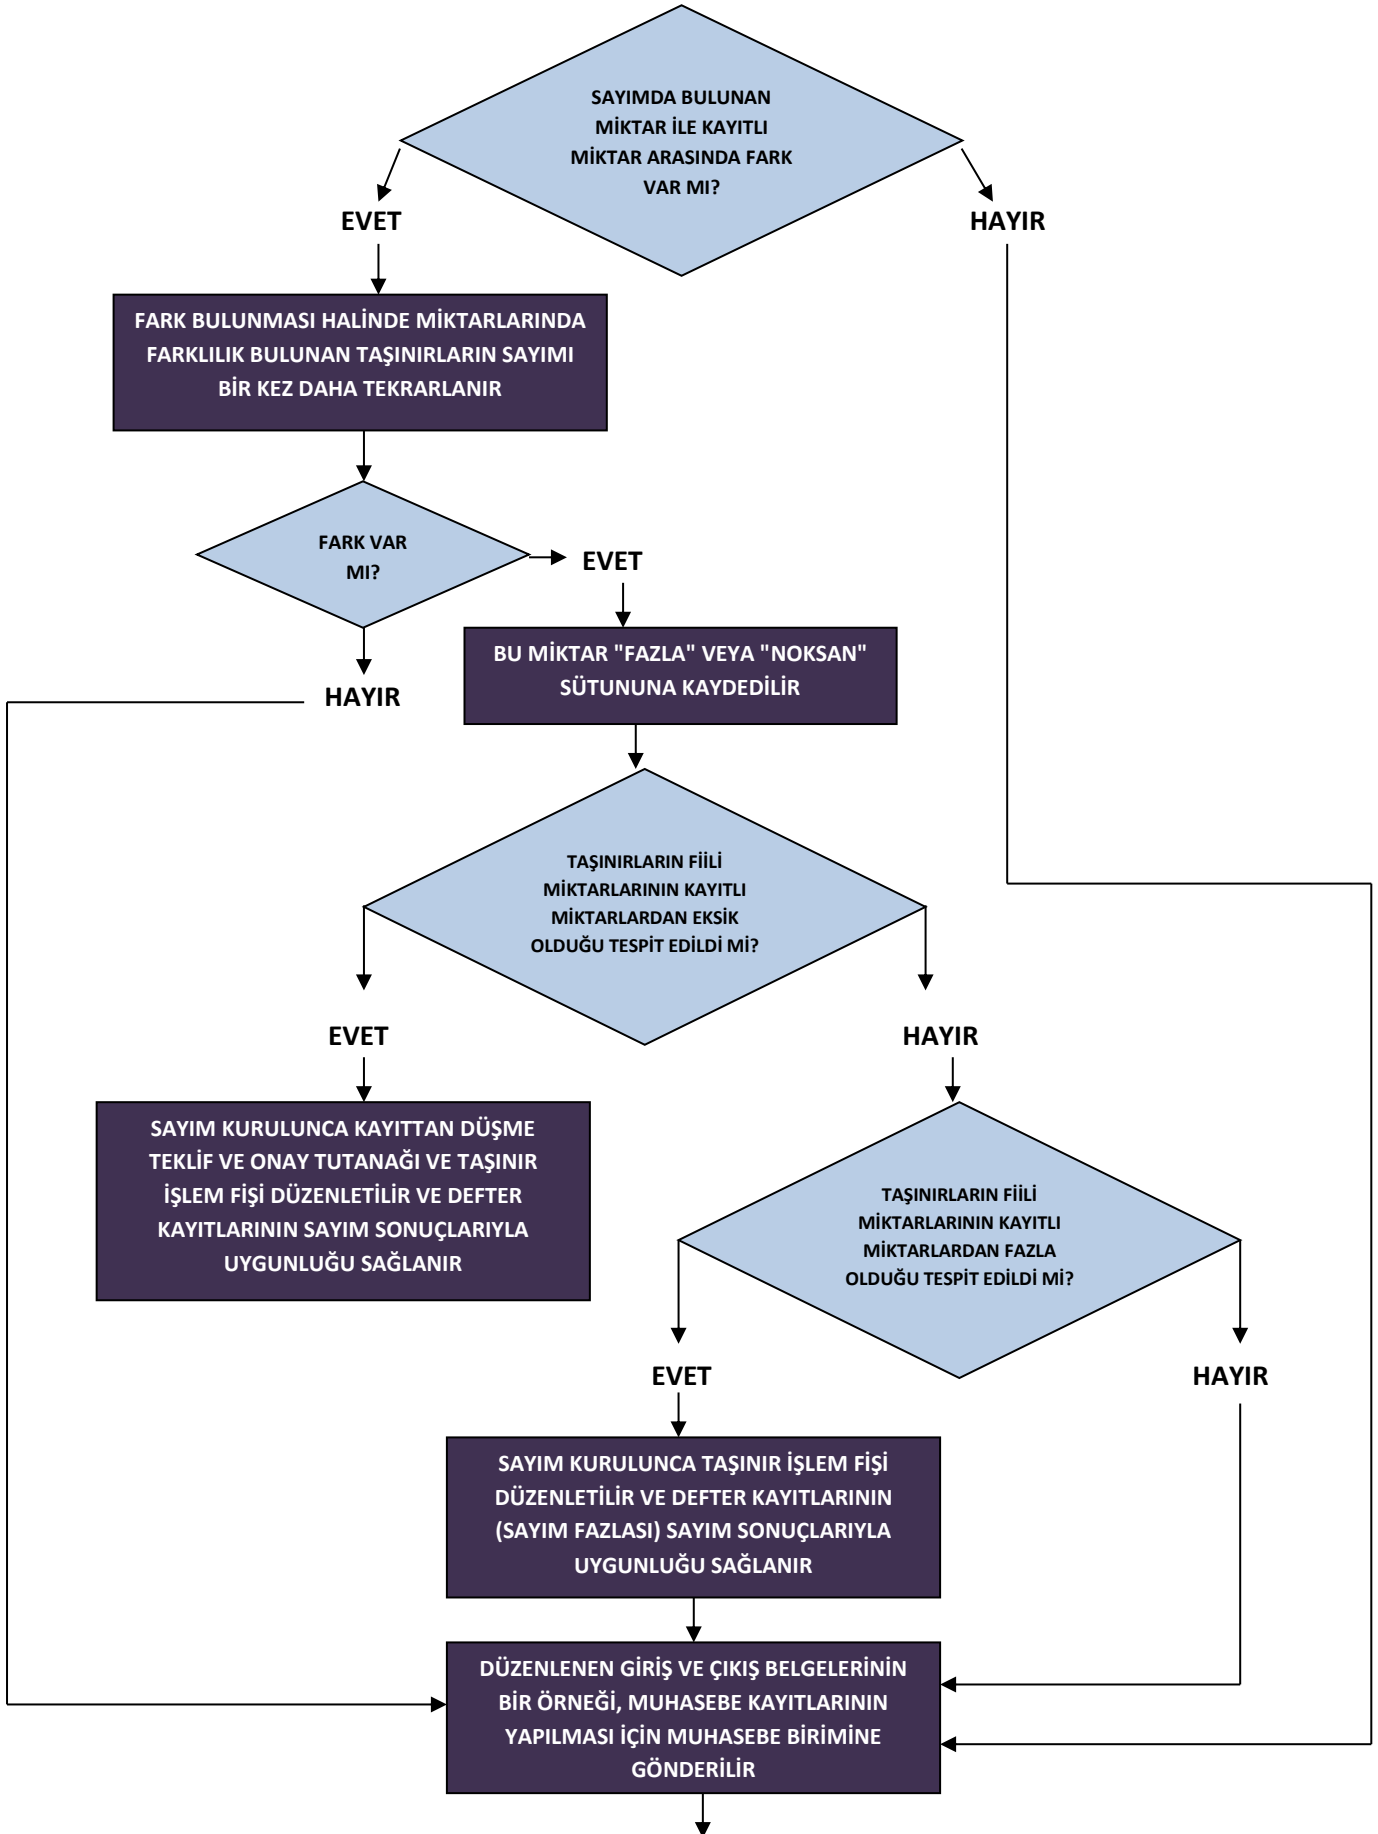 SAYIMDA BULUNAN
MİKTAR İLE KAYITLI
MİKTAR ARASINDA FARK
VAR MI?
EVET
HAYIR
FARK BULUNMASI HALİNDE MİKTARLARINDA
FARKLILIK BULUNAN TAŞINIRLARIN SAYIMI
BİR KEZ DAHA TEKRARLANIR
FARK VAR
MI?
EVET
HAYIR
BU MİKTAR "FAZLA" VEYA "NOKSAN"
SÜTUNUNA KAYDEDİLİR
TAŞINIRLARIN FİİLİ
MİKTARLARININ KAYITLI
MİKTARLARDAN EKSİK
OLDUĞU TESPİT EDİLDİ Mİ?
EVET
HAYIR
SAYIM KURULUNCA KAYITTAN DÜŞME
TEKLİF VE ONAY TUTANAĞI VE TAŞINIR
İŞLEM FİŞİ DÜZENLETİLİR VE DEFTER
KAYITLARININ SAYIM SONUÇLARIYLA
UYGUNLUĞU SAĞLANIR
TAŞINIRLARIN FİİLİ
MİKTARLARININ KAYITLI
MİKTARLARDAN FAZLA
OLDUĞU TESPİT EDİLDİ Mİ?
EVET
HAYIR
SAYIM KURULUNCA TAŞINIR İŞLEM FİŞİ
DÜZENLETİLİR VE DEFTER KAYITLARININ
(SAYIM FAZLASI) SAYIM SONUÇLARIYLA
UYGUNLUĞU SAĞLANIR
DÜZENLENEN GİRİŞ VE ÇIKIŞ BELGELERİNİN
BİR ÖRNEĞİ, MUHASEBE KAYITLARININ
YAPILMASI İÇİN MUHASEBE BİRİMİNE
GÖNDERİLİR